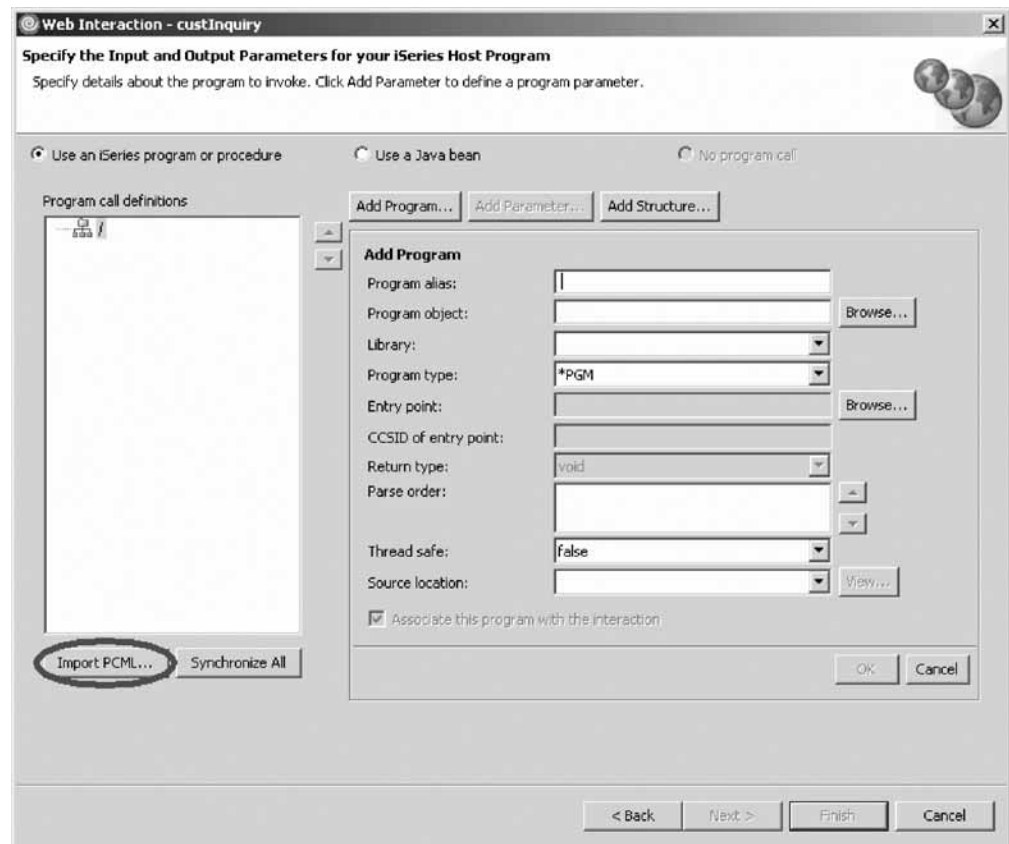 Web Interaction - custInquiry
Specify the Input and Output Parameters for your iSeries Host Program
Specify details about the program to invoke. Click Add Parameter to define a program parameter.
Use an iSeries program or procedure
Use a Java bean
No program call
Program call definitions
/
Add Program...
Add Parameter...
Add Structure...
Add Program
Program alias:
Program object:
Browse...
Library:
Program type:
*PGM
Entry point:
Browse...
CCSID of entry point:
Return type:
void
Parse order:
Thread safe:
false
Source location:
View...
Associate this program with the interaction
Import PCML...
Synchronize All
OK
Cancel
< Back
Next >
Finish
Cancel